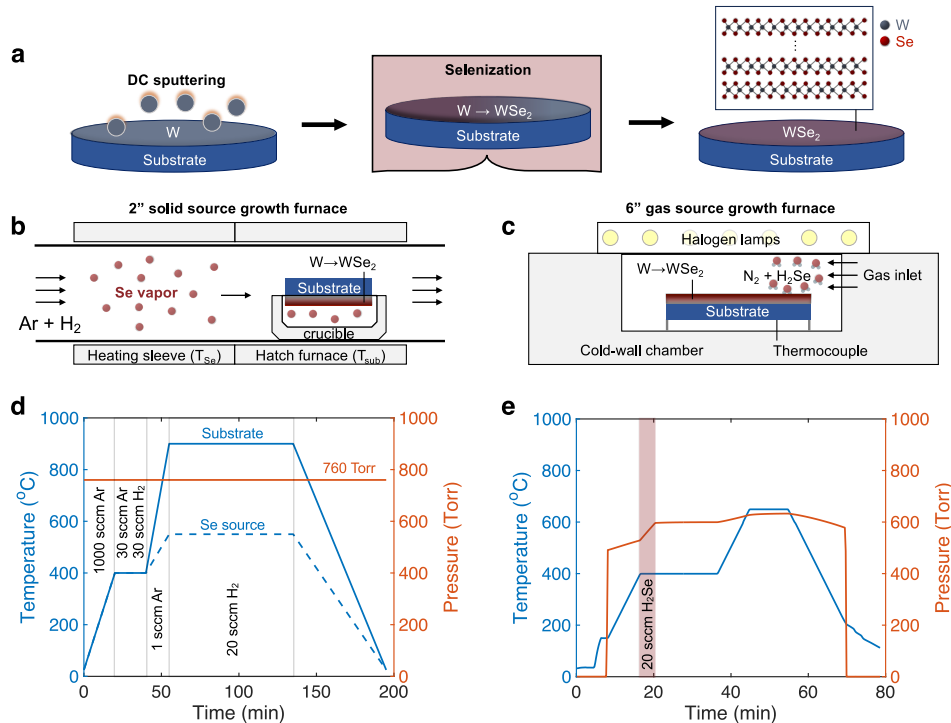 a
DC sputtering
W
Substrate
Selenization
W → WSe₂
Substrate
⋮
W
Se
WSe₂
Substrate
b
2” solid source growth furnace
Se vapor
Ar + H₂
W→WSe₂
Substrate
crucible
Heating sleeve (T_Se)
Hatch furnace (T_sub)
c
6” gas source growth furnace
Halogen lamps
W→WSe₂
N₂ + H₂Se
Gas inlet
Substrate
Cold-wall chamber
Thermocouple
d
Temperature (°C)
1000
800
600
400
200
0
Substrate
760 Torr
Se source
1000 sccm Ar
30 sccm Ar
30 sccm H₂
1 sccm Ar
20 sccm H₂
1000
800
600
400
200
0
Pressure (Torr)
0 50 100 150 200
Time (min)
e
Temperature (°C)
1000
800
600
400
200
0
20 sccm H₂Se
1000
800
600
400
200
0
Pressure (Torr)
0 20 40 60 80
Time (min)